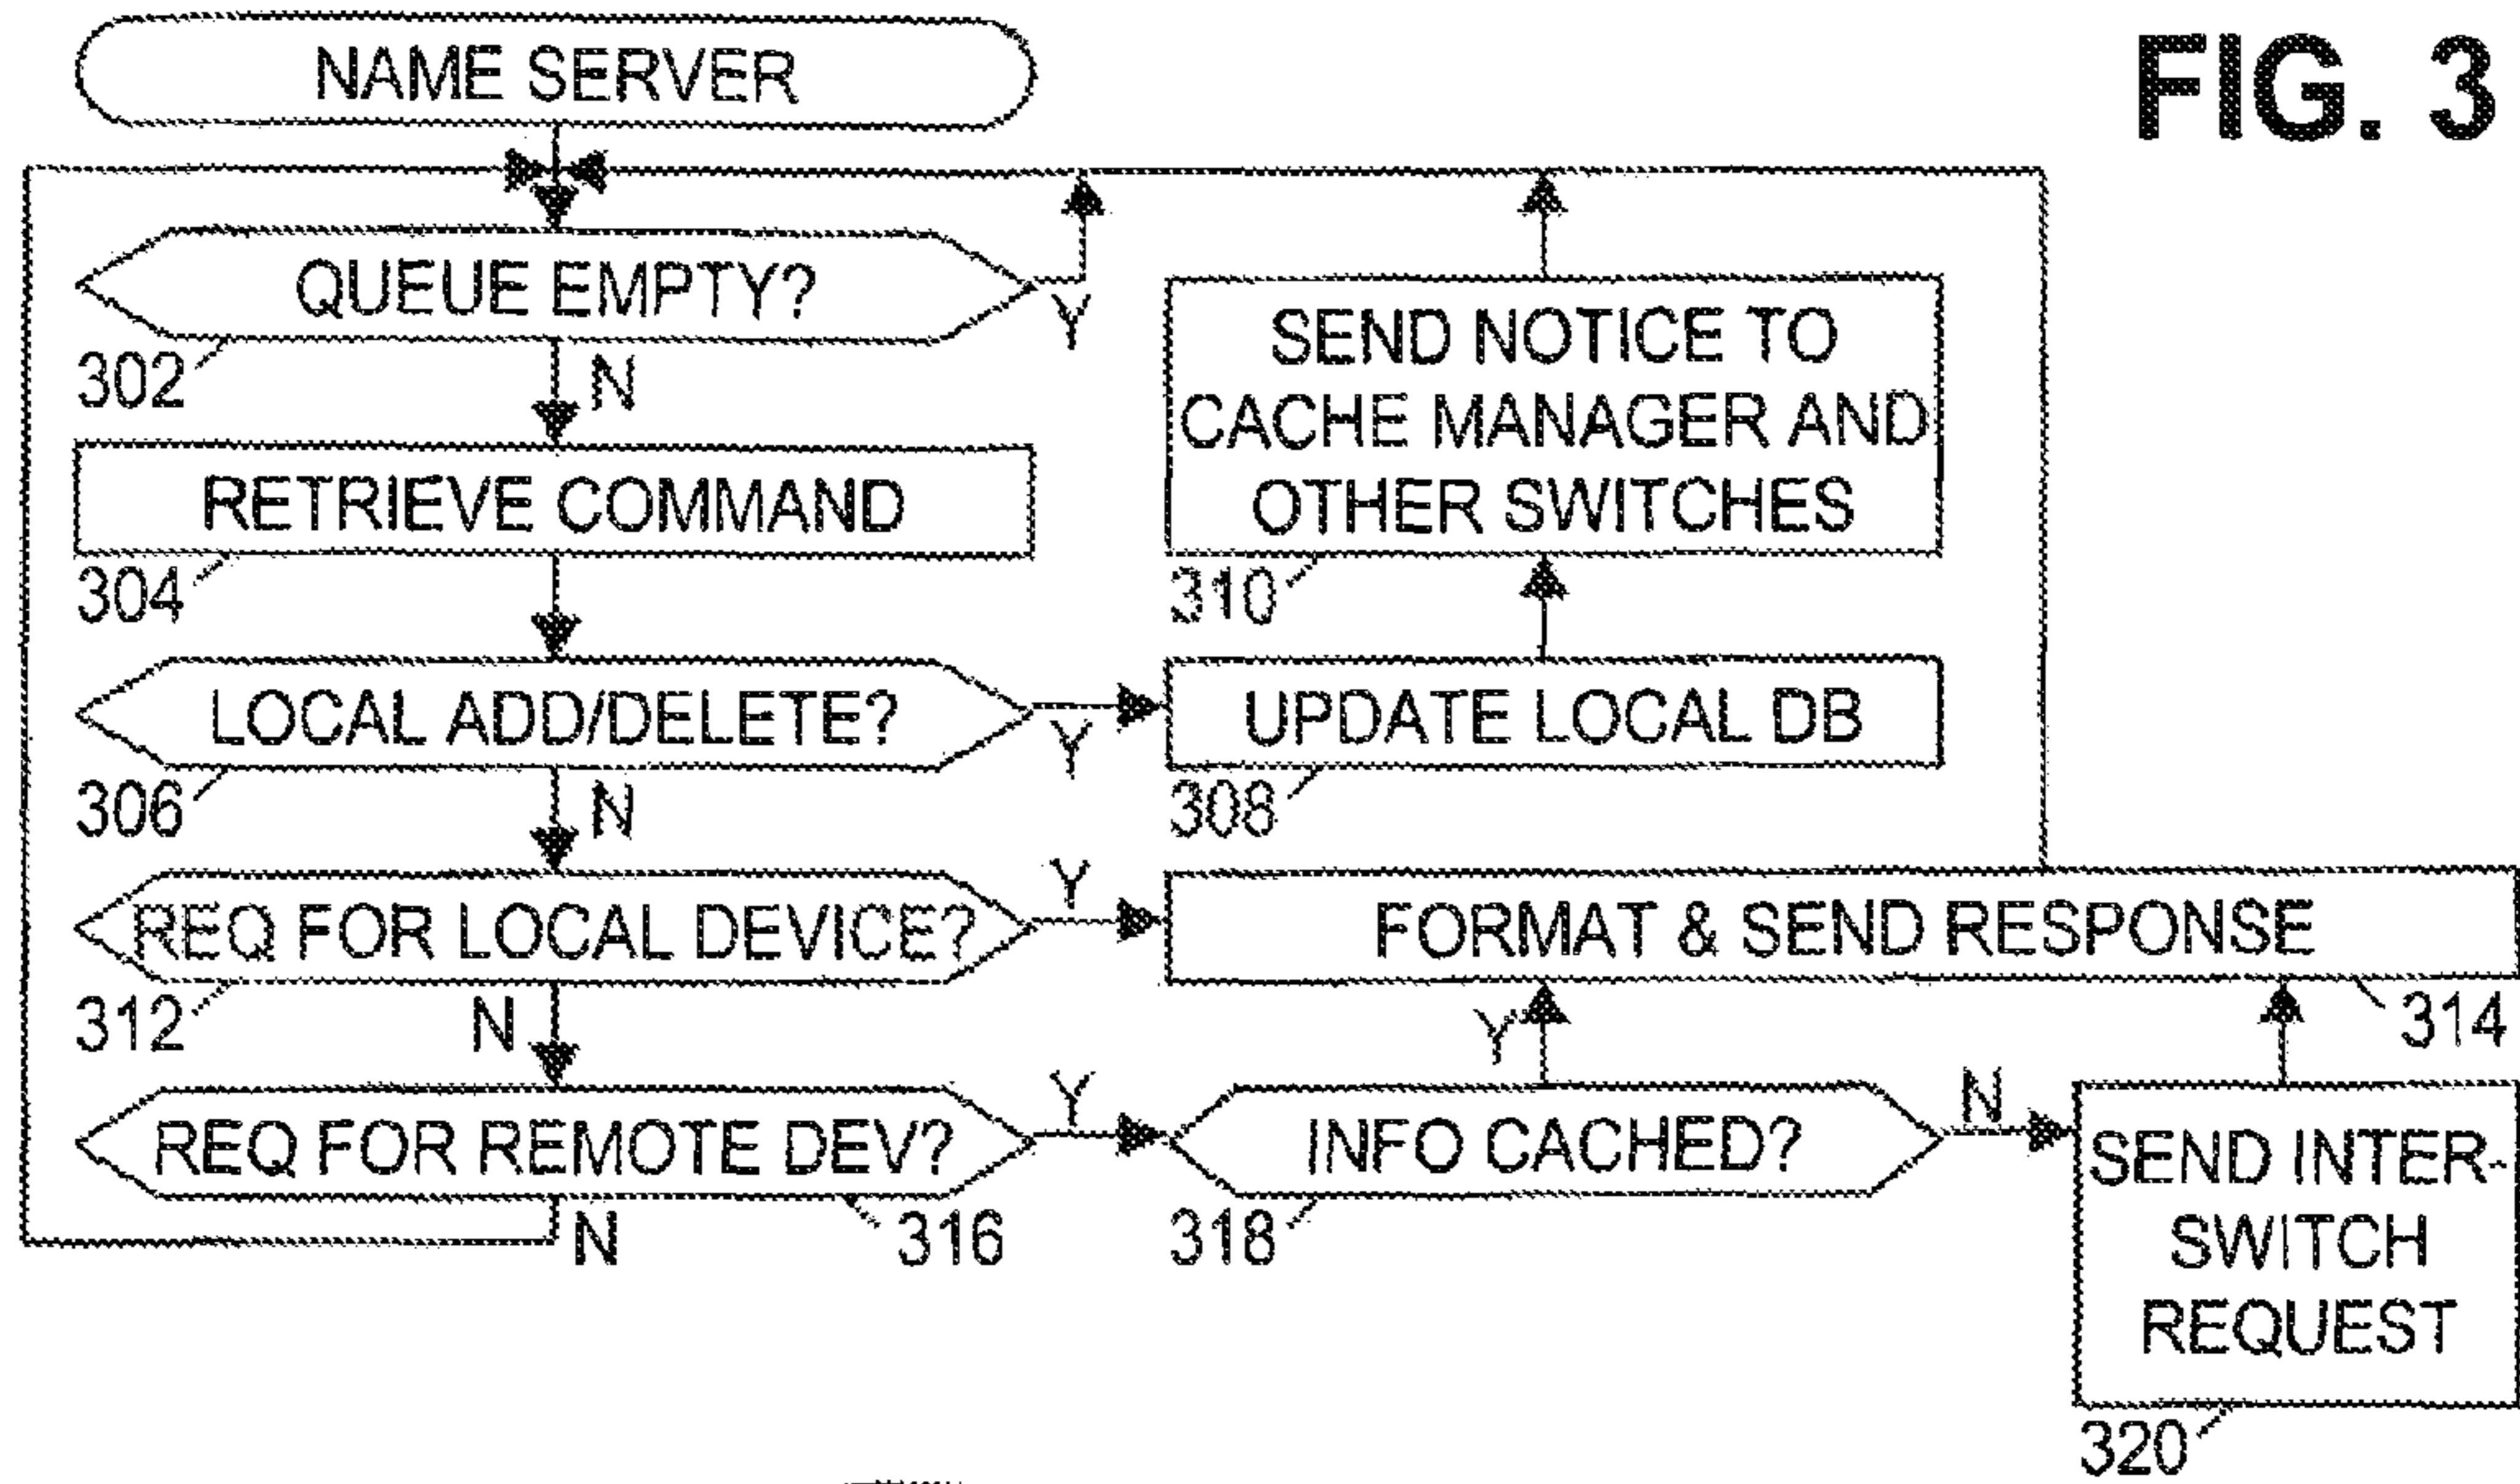 FIG. 3
NAME SERVER
QUEUE EMPTY?
Y
302
N
RETRIEVE COMMAND
304
LOCAL ADD/DELETE?
Y
306
N
UPDATE LOCAL DB
308
SEND NOTICE TO
CACHE MANAGER AND
OTHER SWITCHES
310
REQ FOR LOCAL DEVICE?
Y
312
N
FORMAT & SEND RESPONSE
314
REQ FOR REMOTE DEV?
Y
316
N
INFO CACHED?
Y
318
N
SEND INTER-
SWITCH
REQUEST
320